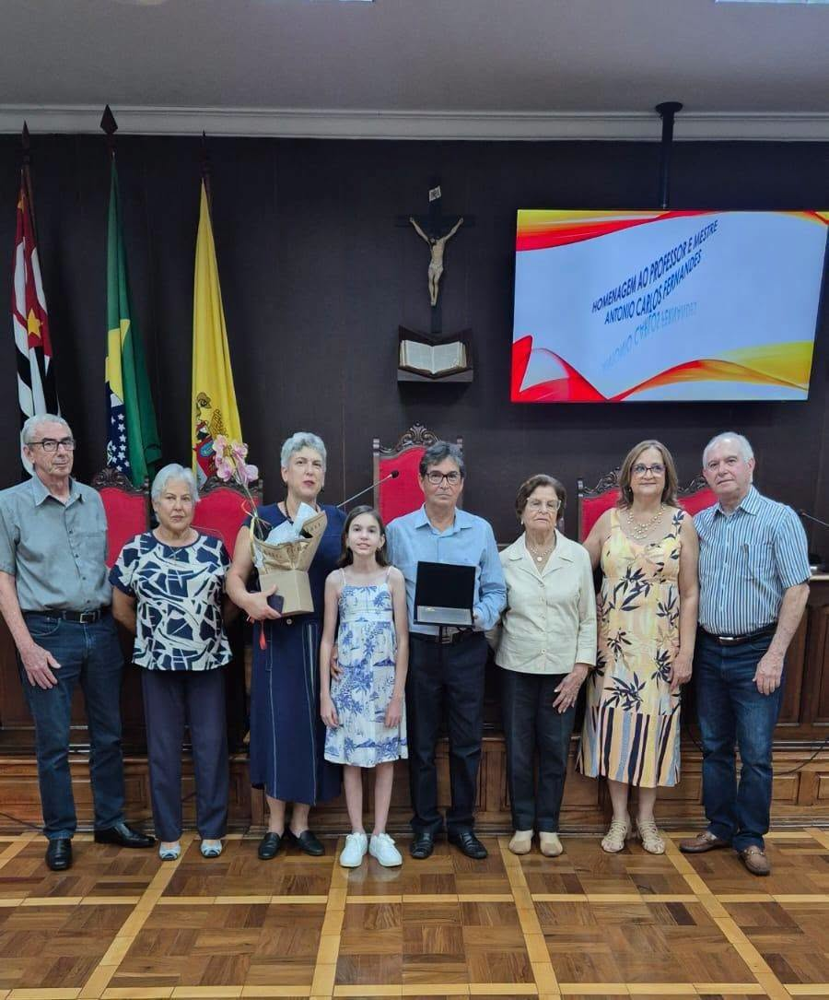 HOMENAGEM AO PROFESSOR E MESTRE
ANTONIO CARLOS FERNANDES